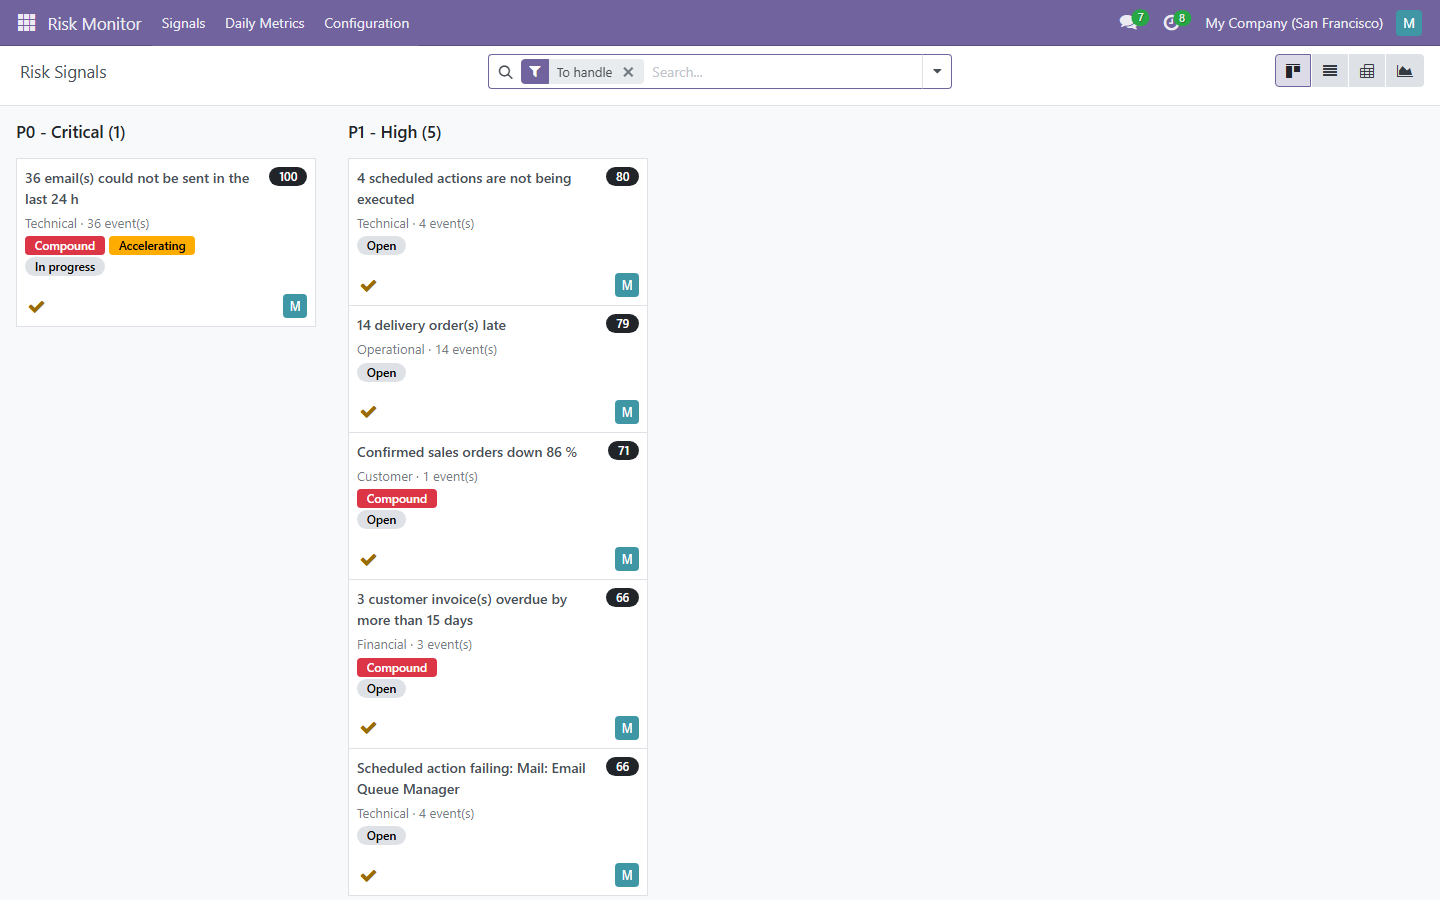 Risk Monitor Signals Daily Metrics Configuration 7 8 My Company (San Francisco) M
Risk Signals To handle Search...
P0 - Critical (1)
36 email(s) could not be sent in the last 24 h 100
Technical · 36 event(s)
Compound Accelerating
In progress
M
P1 - High (5)
4 scheduled actions are not being executed 80
Technical · 4 event(s)
Open
M
14 delivery order(s) late 79
Operational · 14 event(s)
Open
M
Confirmed sales orders down 86 % 71
Customer · 1 event(s)
Compound
Open
M
3 customer invoice(s) overdue by more than 15 days 66
Financial · 3 event(s)
Compound
Open
M
Scheduled action failing: Mail: Email Queue Manager 66
Technical · 4 event(s)
Open
M